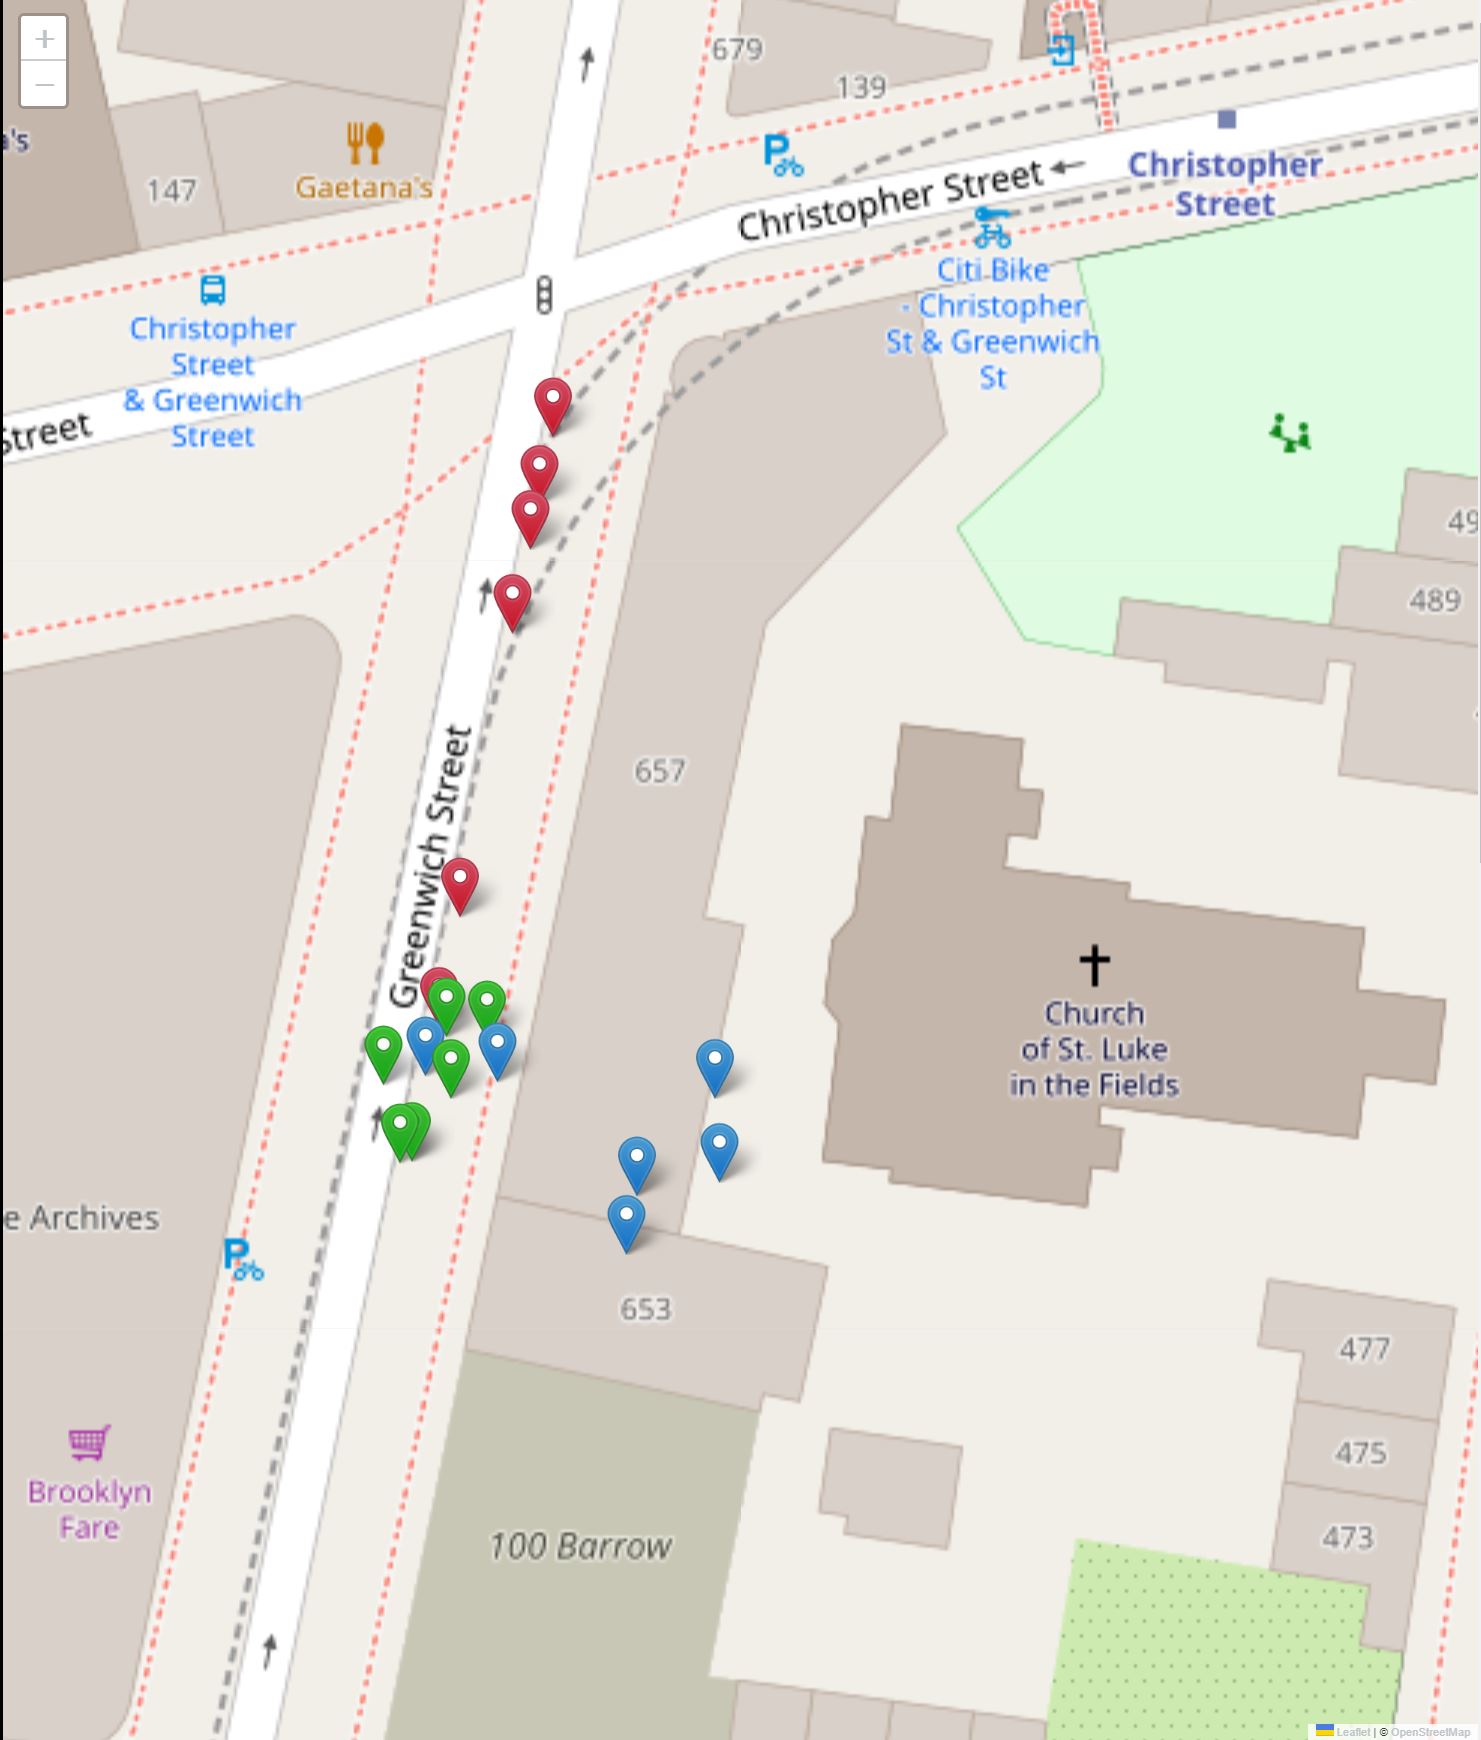 +
−
679
139
147
Gaetana's
's
Christopher Street
Christopher
Street
Citi Bike
- Christopher
St & Greenwich
St
Christopher
Street
& Greenwich
Street
Street
489
657
Greenwich Street
Church
of St. Luke
in the Fields
e Archives
653
477
475
473
Brooklyn
Fare
100 Barrow
Leaflet | © OpenStreetMap